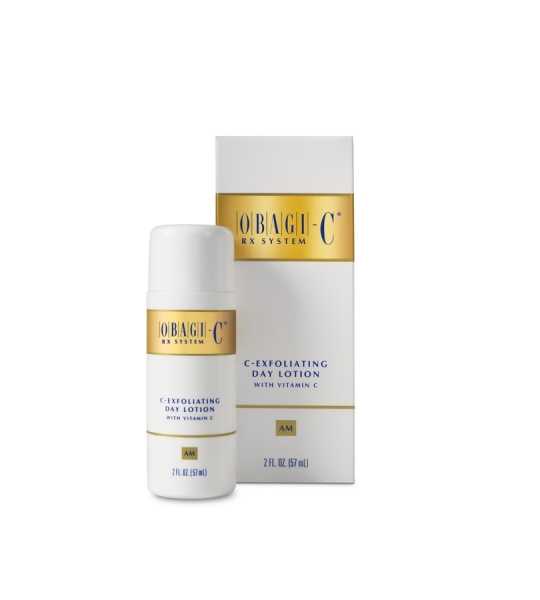 OBAGI-C®
RX SYSTEM
C-EXFOLIATING
DAY LOTION
WITH VITAMIN C
AM
2 FL. OZ. (57 mL)
OBAGI-C®
RX SYSTEM
C-EXFOLIATING
DAY LOTION
WITH VITAMIN C
AM
2 FL. OZ. (57 mL)